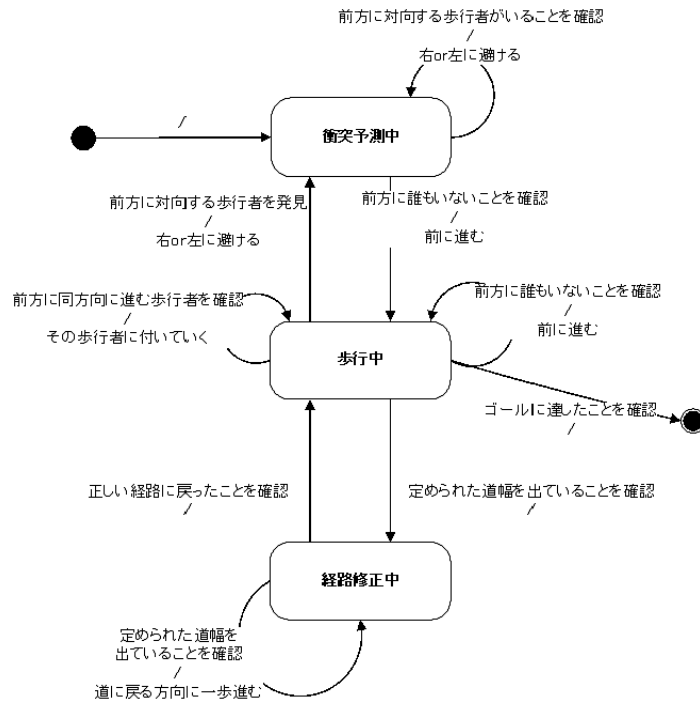 前方に対向する歩行者がいることを確認
/
右or左に避ける
/
衝突予測中
前方に対向する歩行者を発見
/
右or左に避ける
前方に誰もいないことを確認
/
前に進む
前方に同方向に進む歩行者を確認
/
その歩行者に付いていく
前方に誰もいないことを確認
/
前に進む
歩行中
ゴールに達したことを確認
/
正しい経路に戻ったことを確認
/
定められた道幅を出ていることを確認
/
経路修正中
定められた道幅を
出ていることを確認
/
道に戻る方向に一歩進む